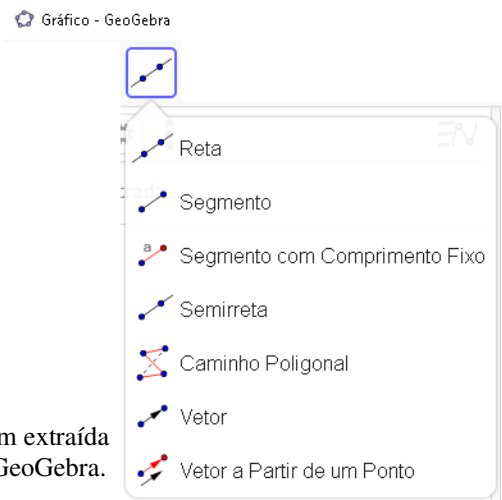 Gráfico - GeoGebra
Reta
Segmento
a
Segmento com Comprimento Fixo
Semirreta
Caminho Poligonal
Vetor
extraída
GeoGebra.
Vetor a Partir de um Ponto